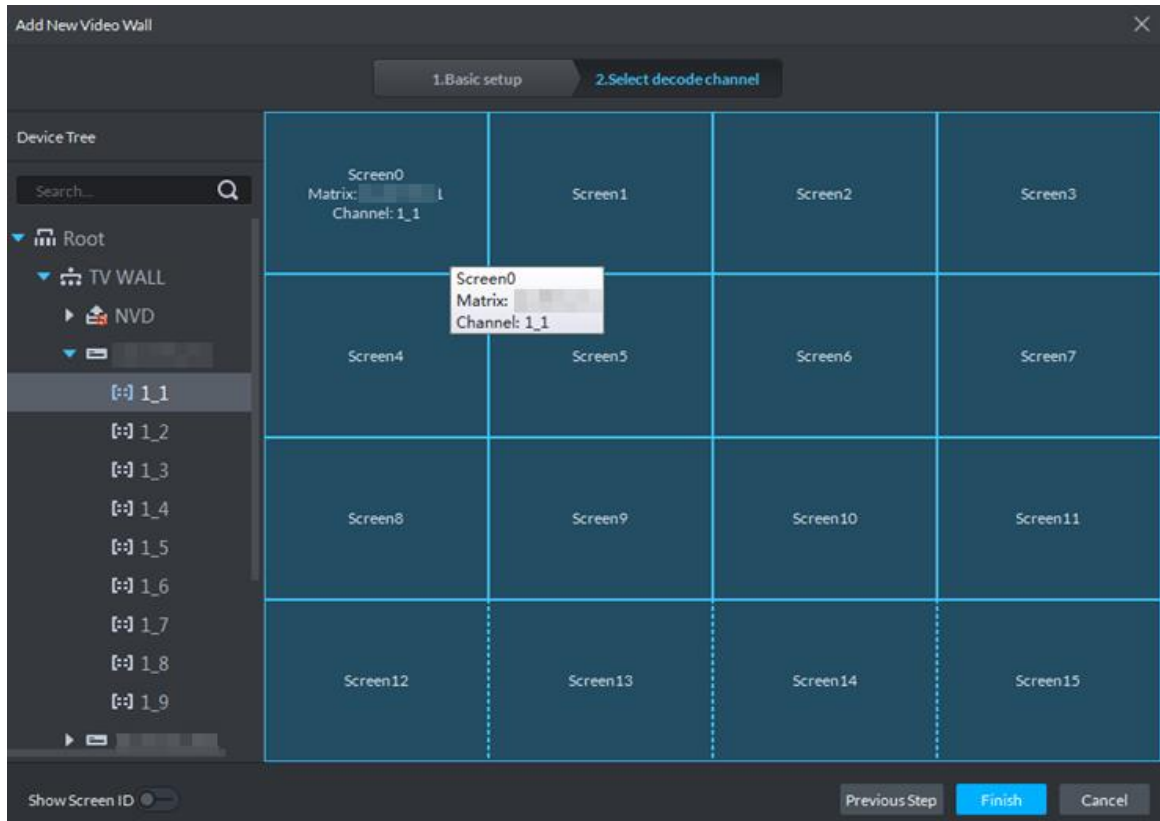 Add New Video Wall
1.Basic setup
2.Select decode channel
Device Tree
Search...
Root
TV WALL
NVD
1_1
1_2
1_3
1_4
1_5
1_6
1_7
1_8
1_9
Screen0
Matrix: 1
Channel: 1_1
Screen1
Screen2
Screen3
Screen0
Matrix:
Channel: 1_1
Screen4
Screen5
Screen6
Screen7
Screen8
Screen9
Screen10
Screen11
Screen12
Screen13
Screen14
Screen15
Show Screen ID
Previous Step
Finish
Cancel